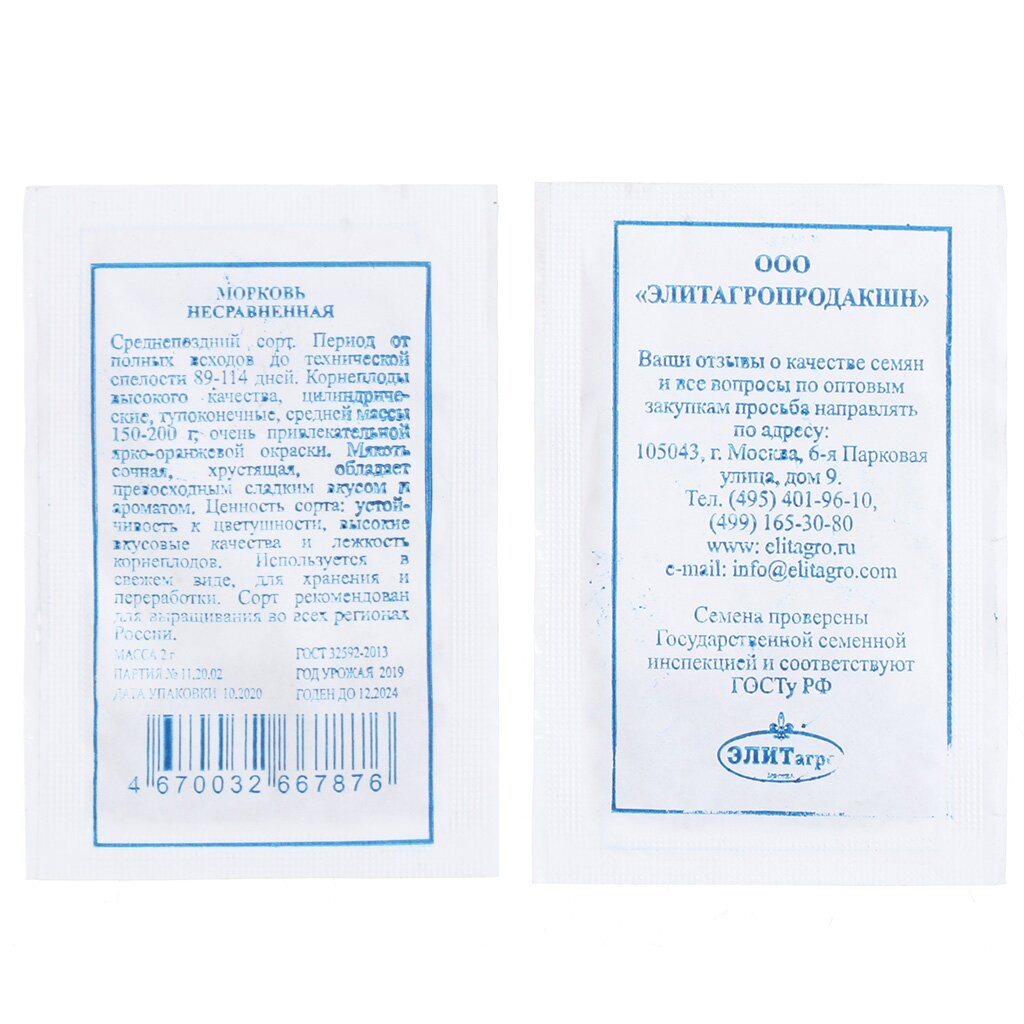 МОРКОВЬ
НЕСРАВНЕННАЯ
Среднепоздний сорт. Период от
полных всходов до технической
спелости 89-114 дней. Корнеплоды
высокого качества, цилиндриче-
ские, тупоконечные, средней массы
150-200 г, очень привлекательной
ярко-оранжевой окраски. Мякоть
сочная, хрустящая, обладает
превосходным сладким вкусом и
ароматом. Ценность сорта: устой-
чивость к цветушности, высокие
вкусовые качества и лежкость
корнеплодов. Используется в
свежем виде, для хранения и
переработки. Сорт рекомендован
для выращивания во всех регионах
России.
МАССА 2 г ГОСТ 32592-2013
ПАРТИЯ № 11.20.02 ГОД УРОЖАЯ 2019
ДАТА УПАКОВКИ 10.2020 ГОДЕН ДО 12.2024
4 670032 667876
ООО
«ЭЛИТАГРОПРОДАКШН»
Ваши отзывы о качестве семян
и все вопросы по оптовым
закупкам просьба направлять
по адресу:
105043, г. Москва, 6-я Парковая
улица, дом 9.
Тел. (495) 401-96-10,
(499) 165-30-80
www: elitagro.ru
e-mail: info@elitagro.com
Семена проверены
Государственной семенной
инспекцией и соответствуют
ГОСТу РФ
ЭЛИТагро